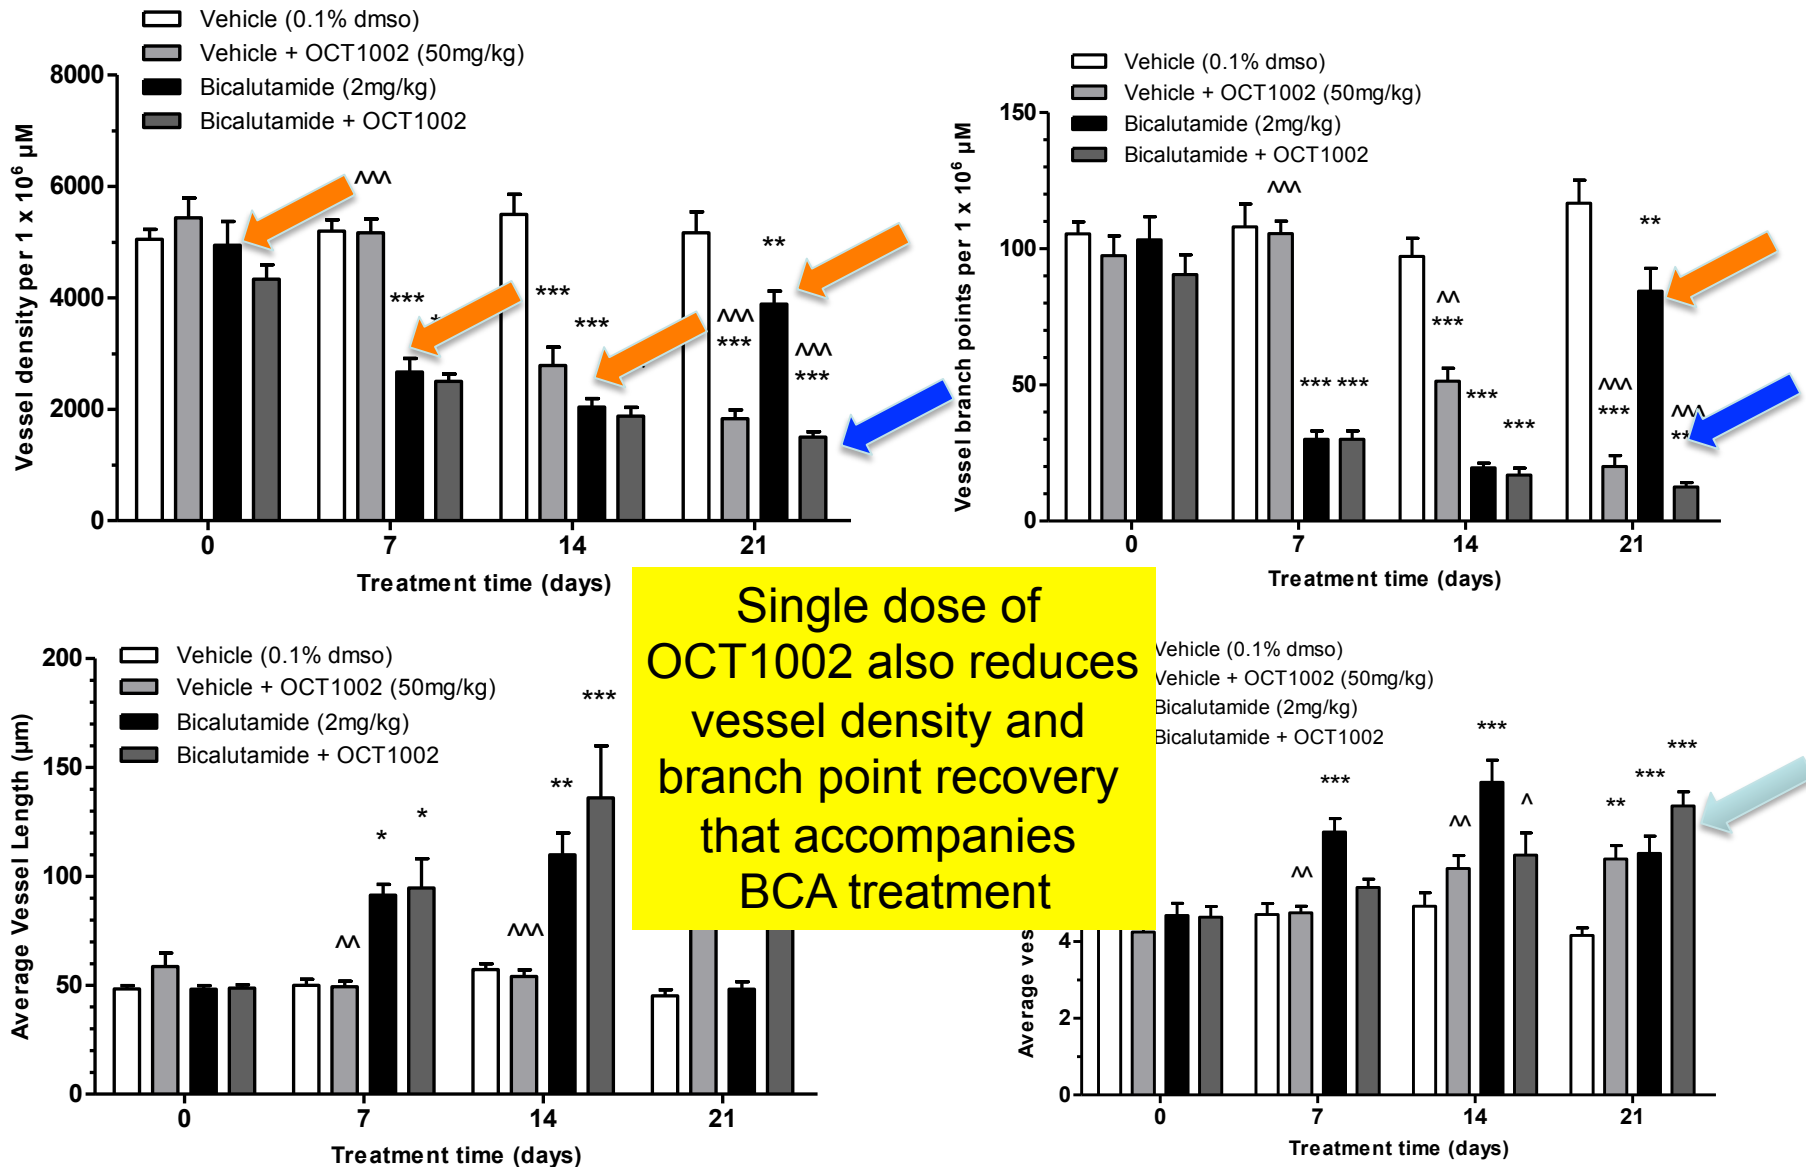 Vehicle (0.1% dmso)
Vehicle + OCT1002 (50mg/kg)
Bicalutamide (2mg/kg)
Bicalutamide + OCT1002
8000
6000
4000
2000
0
Vessel density per 1 x 10⁶ µM
^^^
***
*
***
***
^^^
***
**
^^^
***
0
7
14
21
Treatment time (days)
Vehicle (0.1% dmso)
Vehicle + OCT1002 (50mg/kg)
Bicalutamide (2mg/kg)
Bicalutamide + OCT1002
150
100
50
0
Vessel branch points per 1 x 10⁶ µM
^^^
***
***
^^
***
***
***
^^^
***
**
^^^
**
0
7
14
21
Treatment time (days)
Single dose of
OCT1002 also reduces
vessel density and
branch point recovery
that accompanies
BCA treatment
Vehicle (0.1% dmso)
Vehicle + OCT1002 (50mg/kg)
Bicalutamide (2mg/kg)
Bicalutamide + OCT1002
200
150
100
50
0
Average Vessel Length (µm)
^^
*
*
^^^
**
***
0
7
14
21
Treatment time (days)
Vehicle (0.1% dmso)
Vehicle + OCT1002 (50mg/kg)
Bicalutamide (2mg/kg)
Bicalutamide + OCT1002
4
2
0
Average ves
^^
***
^^
***
^
**
***
***
0
7
14
21
Treatment time (days)